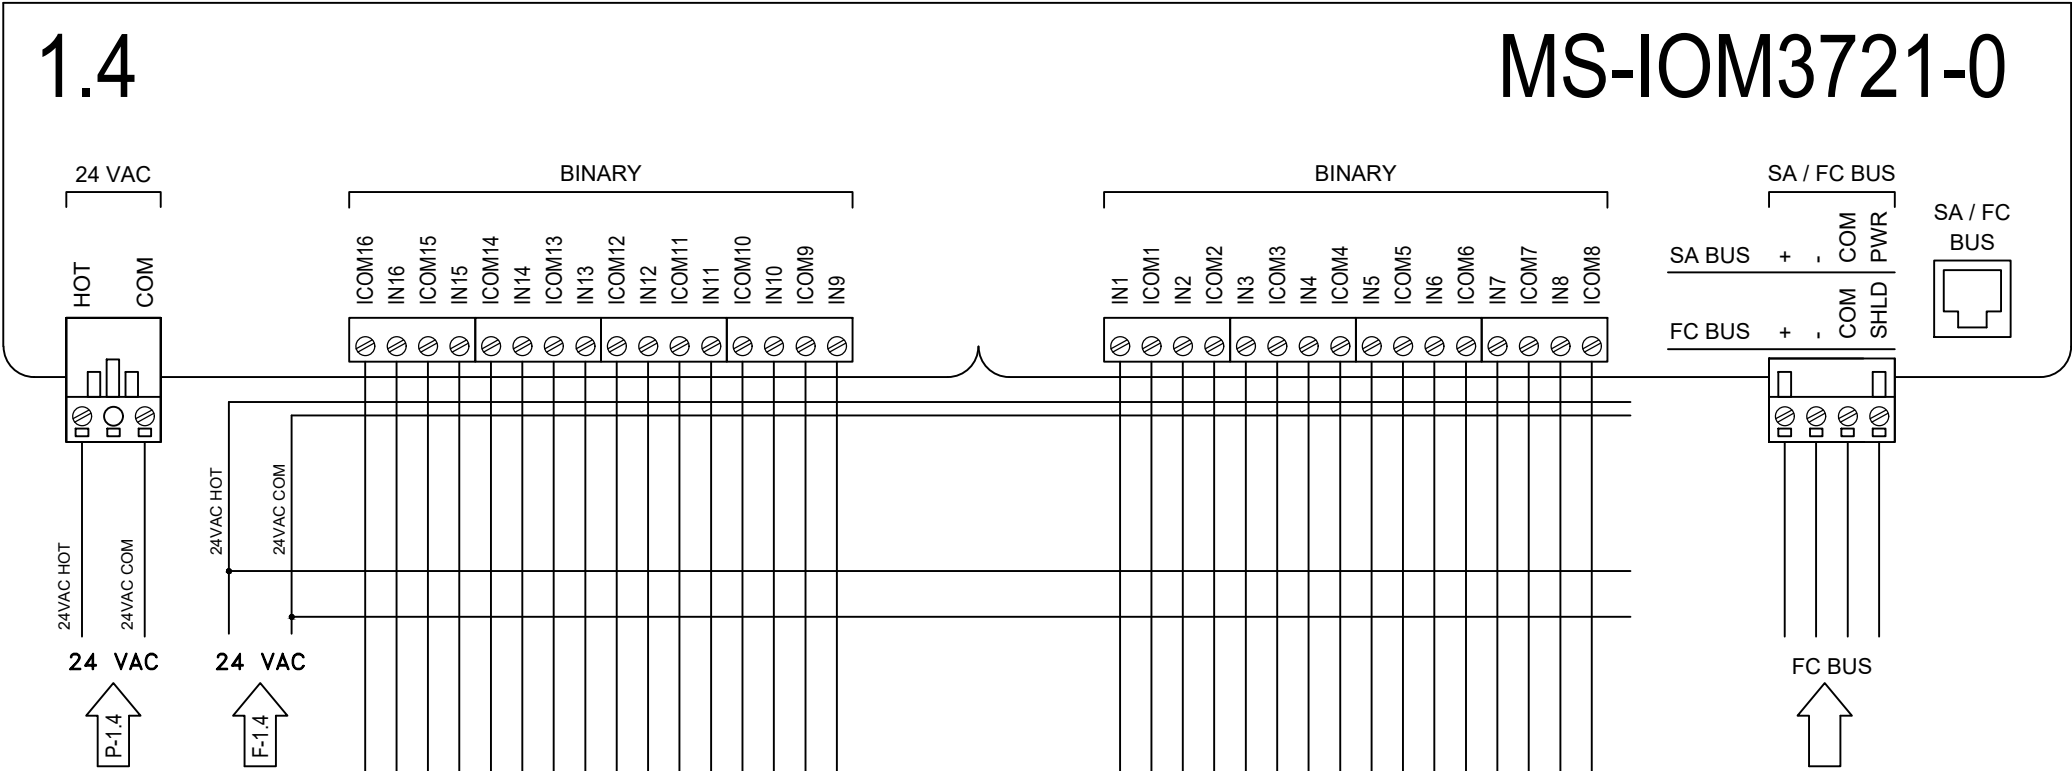 1.4
MS-IOM3721-0
24 VAC
HOT
COM
BINARY
ICOM16
IN16
ICOM15
IN15
ICOM14
IN14
ICOM13
IN13
ICOM12
IN12
ICOM11
IN11
ICOM10
IN10
ICOM9
IN9
BINARY
IN1
ICOM1
IN2
ICOM2
IN3
ICOM3
IN4
ICOM4
IN5
ICOM5
IN6
ICOM6
IN7
ICOM7
IN8
ICOM8
SA / FC BUS
SA BUS + - COM PWR
FC BUS + - COM SHLD
SA / FC
BUS
24VAC HOT
24VAC COM
24VAC HOT
24VAC COM
24 VAC
24 VAC
FC BUS
P-1.4
F-1.4